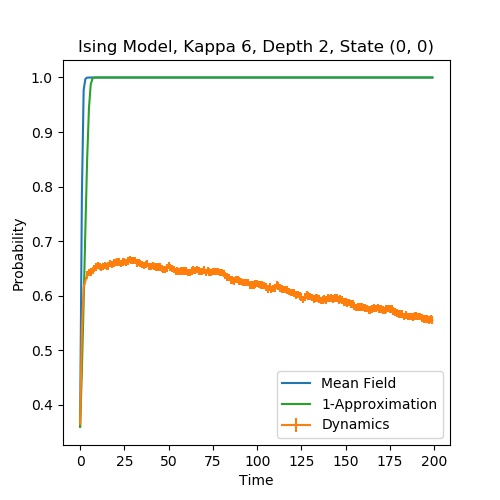 Ising Model, Kappa 6, Depth 2, State (0, 0)
1.0
0.9
0.8
0.7
0.6
0.5
0.4
Probability
Mean Field
1-Approximation
Dynamics
0 25 50 75 100 125 150 175 200
Time